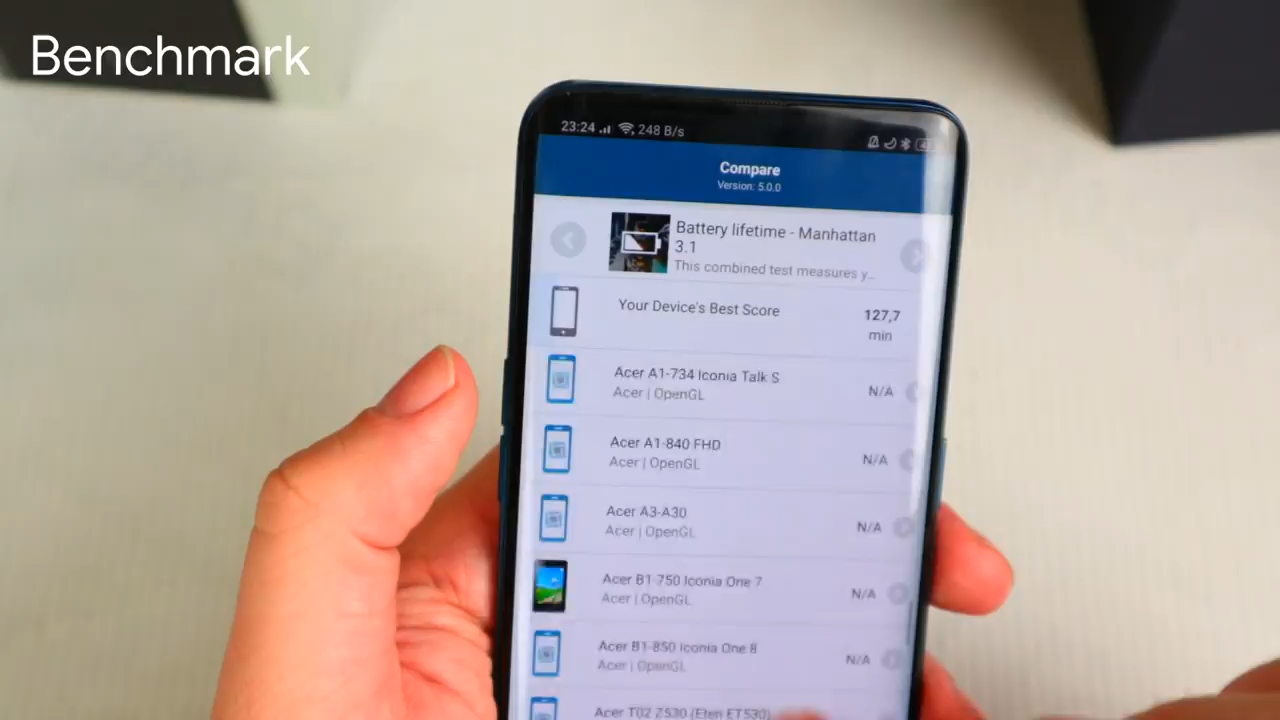 Benchmark
23:24 248 B/s
Compare
Version: 5.0.0
Battery lifetime - Manhattan
3.1
This combined test measures y...
Your Device's Best Score
127,7
min
Acer A1-734 Iconia Talk S
Acer | OpenGL
N/A
Acer A1-840 FHD
Acer | OpenGL
N/A
Acer A3-A30
Acer | OpenGL
N/A
Acer B1-750 Iconia One 7
Acer | OpenGL
N/A
Acer B1-850 Iconia One 8
Acer | OpenGL
N/A
Acer T02 Z530 (Eten ET530)